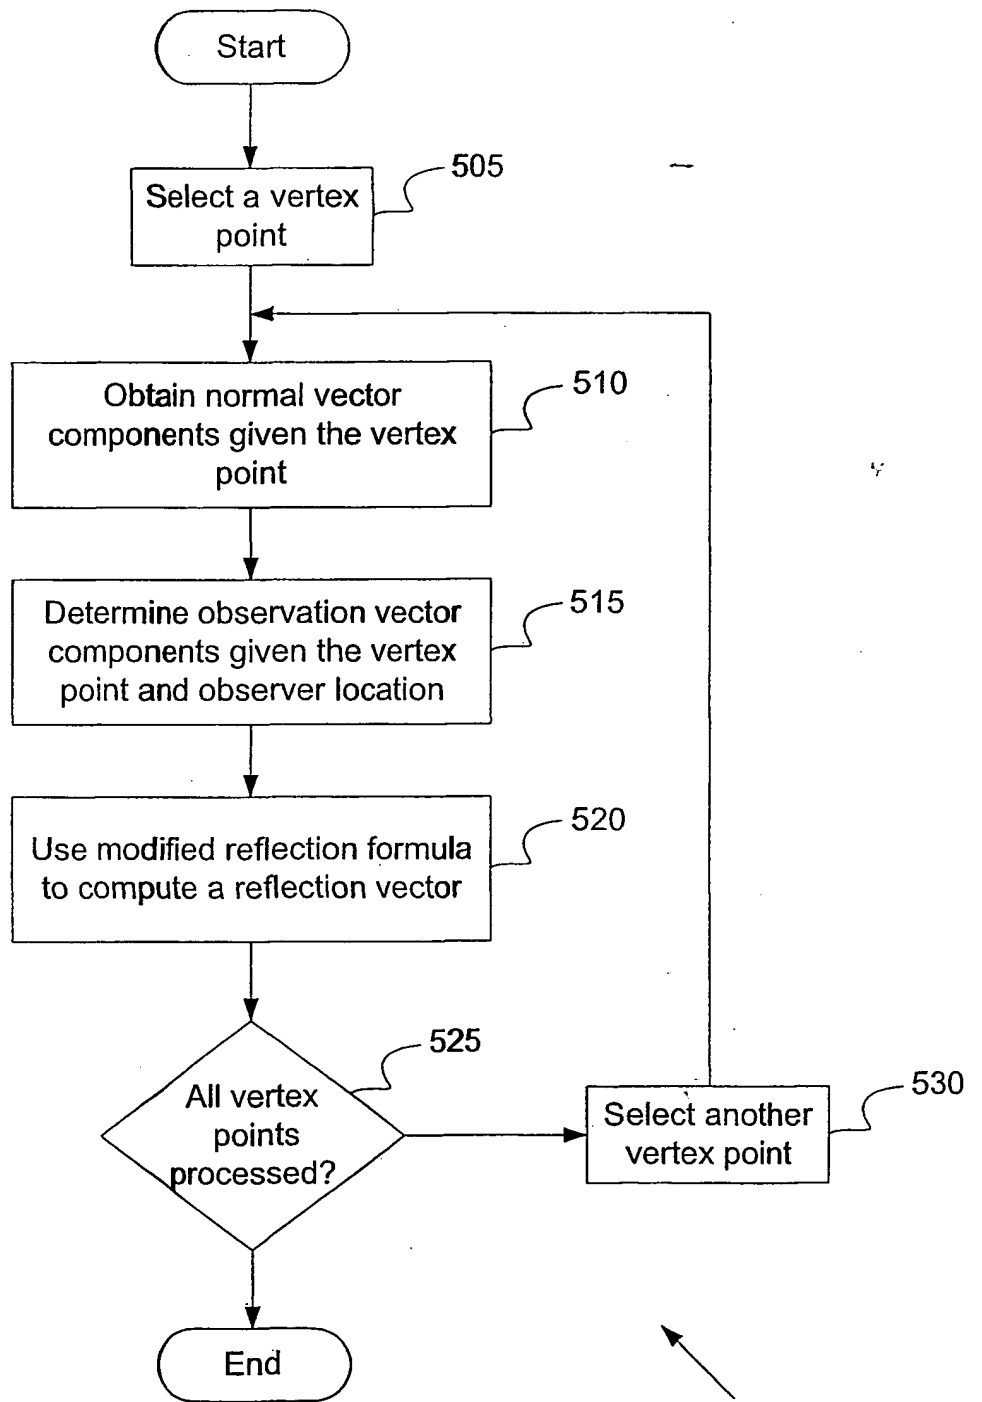 Start
505
Select a vertex
point
510
Obtain normal vector
components given the vertex
point
515
Determine observation vector
components given the vertex
point and observer location
520
Use modified reflection formula
to compute a reflection vector
525
All vertex
points
processed?
530
Select another
vertex point
End